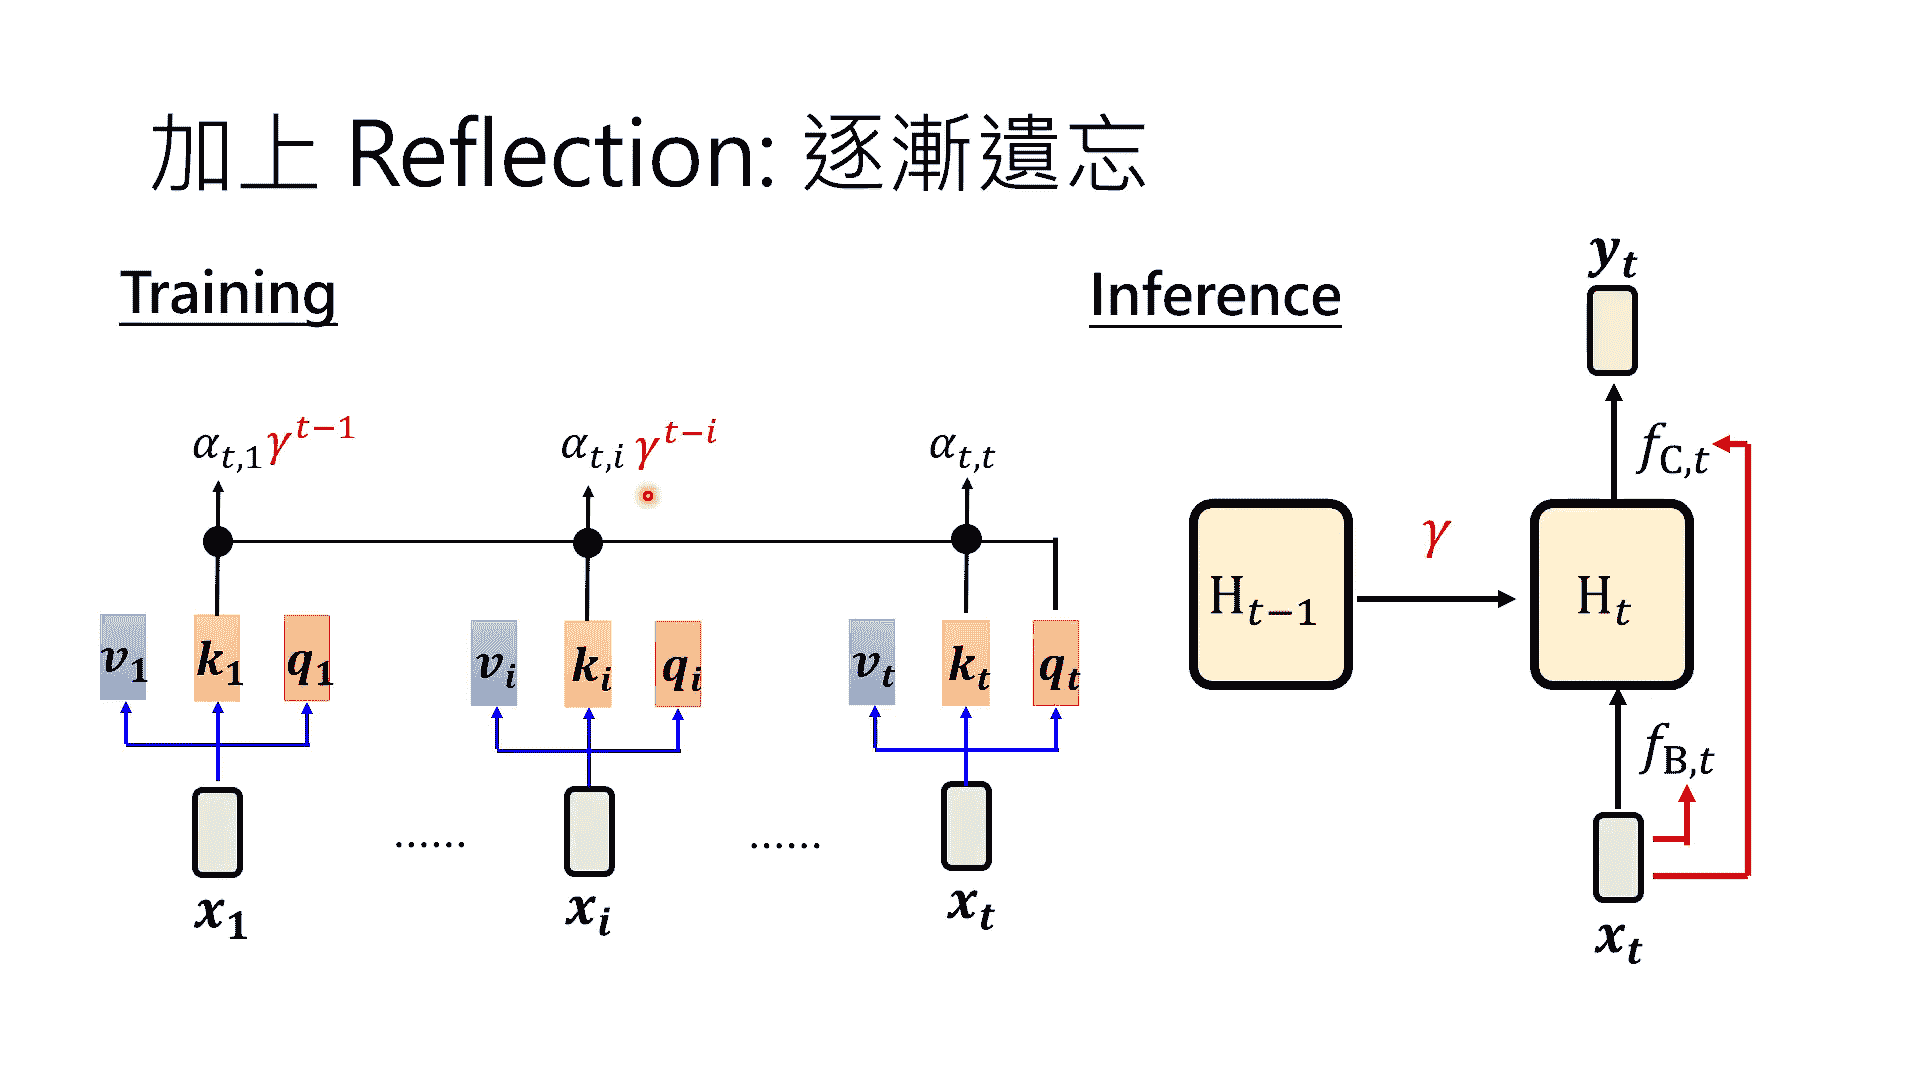 加上 Reflection: 逐漸遺忘
Training
α_{t,1} γ^{t−1}
α_{t,i} γ^{t−i}
α_{t,t}
v_1 k_1 q_1
v_i k_i q_i
v_t k_t q_t
x_1 …… x_i …… x_t
Inference
y_t
f_{C,t}
H_{t−1} γ H_t
f_{B,t}
x_t